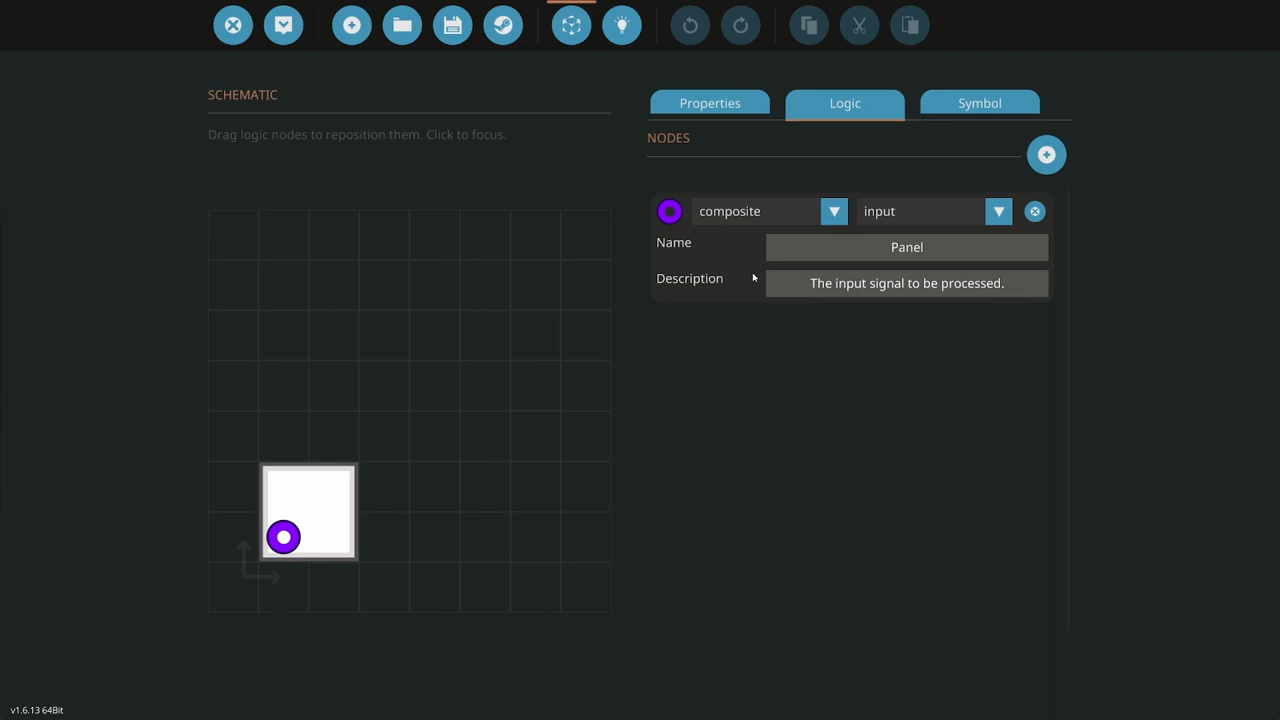 SCHEMATIC
Drag logic nodes to reposition them. Click to focus.
Properties
Logic
Symbol
NODES
composite
input
Name
Panel
Description
The input signal to be processed.
v1.6.13 64Bit